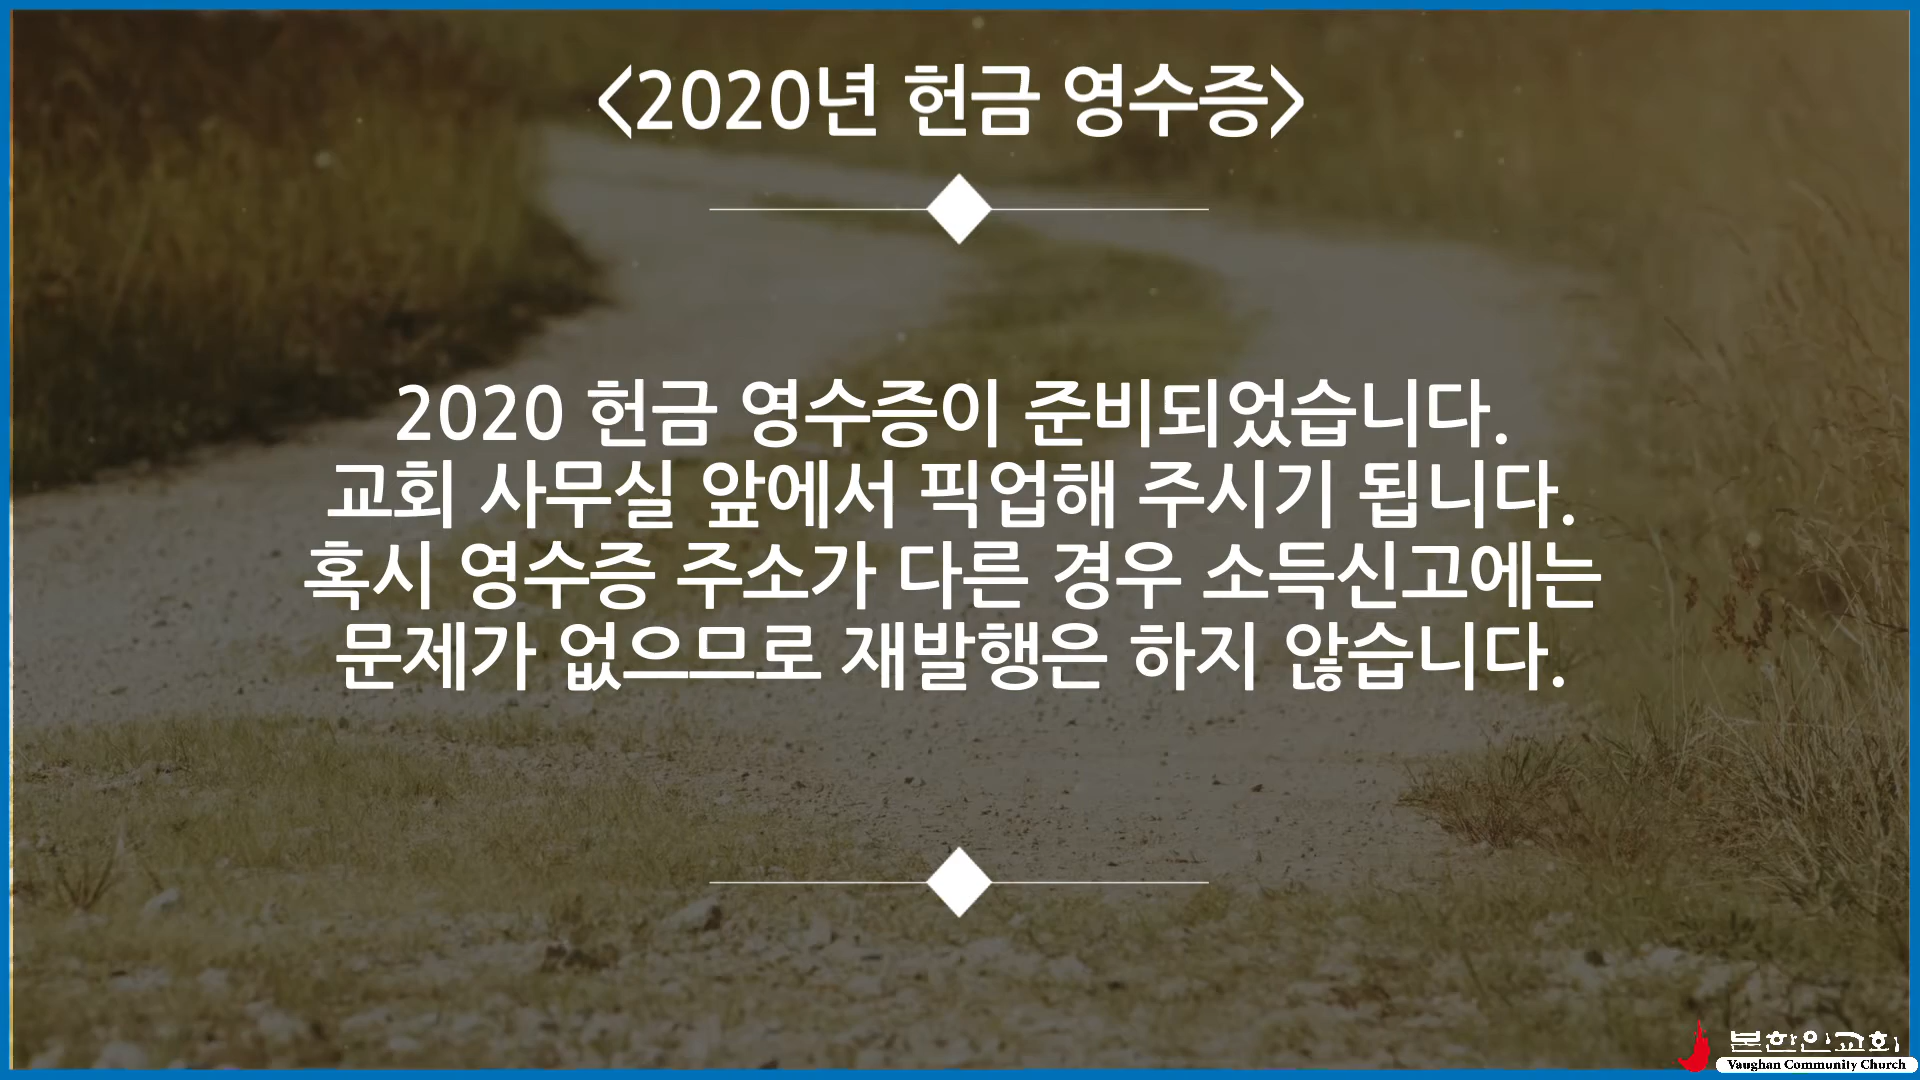 <2020년 헌금 영수증>
2020 헌금 영수증이 준비되었습니다.
교회 사무실 앞에서 픽업해 주시기 됩니다.
혹시 영수증 주소가 다른 경우 소득신고에는
문제가 없으므로 재발행은 하지 않습니다.
본한인교회
Vaughan Community Church